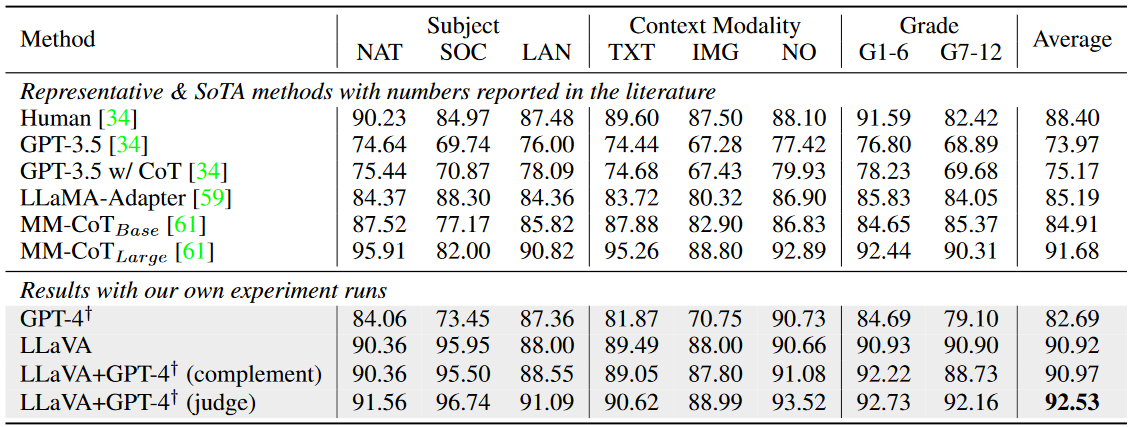 Method Subject Context Modality Grade Average
NAT SOC LAN TXT IMG NO G1-6 G7-12
Representative & SoTA methods with numbers reported in the literature
Human [34] 90.23 84.97 87.48 89.60 87.50 88.10 91.59 82.42 88.40
GPT-3.5 [34] 74.64 69.74 76.00 74.44 67.28 77.42 76.80 68.89 73.97
GPT-3.5 w/ CoT [34] 75.44 70.87 78.09 74.68 67.43 79.93 78.23 69.68 75.17
LLaMA-Adapter [59] 84.37 88.30 84.36 83.72 80.32 86.90 85.83 84.05 85.19
MM-CoT Base [61] 87.52 77.17 85.82 87.88 82.90 86.83 84.65 85.37 84.91
MM-CoT Large [61] 95.91 82.00 90.82 95.26 88.80 92.89 92.44 90.31 91.68
Results with our own experiment runs
GPT-4† 84.06 73.45 87.36 81.87 70.75 90.73 84.69 79.10 82.69
LLaVA 90.36 95.95 88.00 89.49 88.00 90.66 90.93 90.90 90.92
LLaVA+GPT-4† (complement) 90.36 95.50 88.55 89.05 87.80 91.08 92.22 88.73 90.97
LLaVA+GPT-4† (judge) 91.56 96.74 91.09 90.62 88.99 93.52 92.73 92.16 92.53